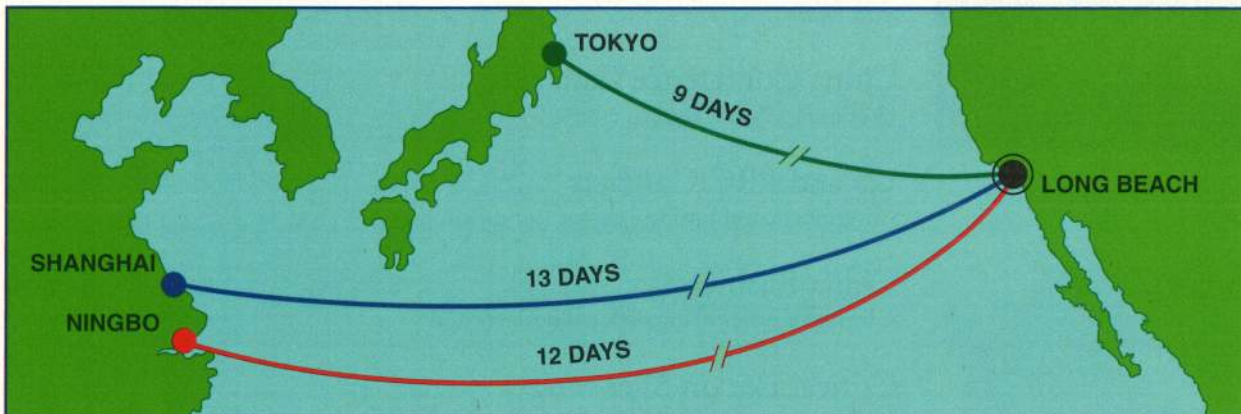 TOKYO
9 DAYS
LONG BEACH
SHANGHAI
13 DAYS
NINGBO
12 DAYS